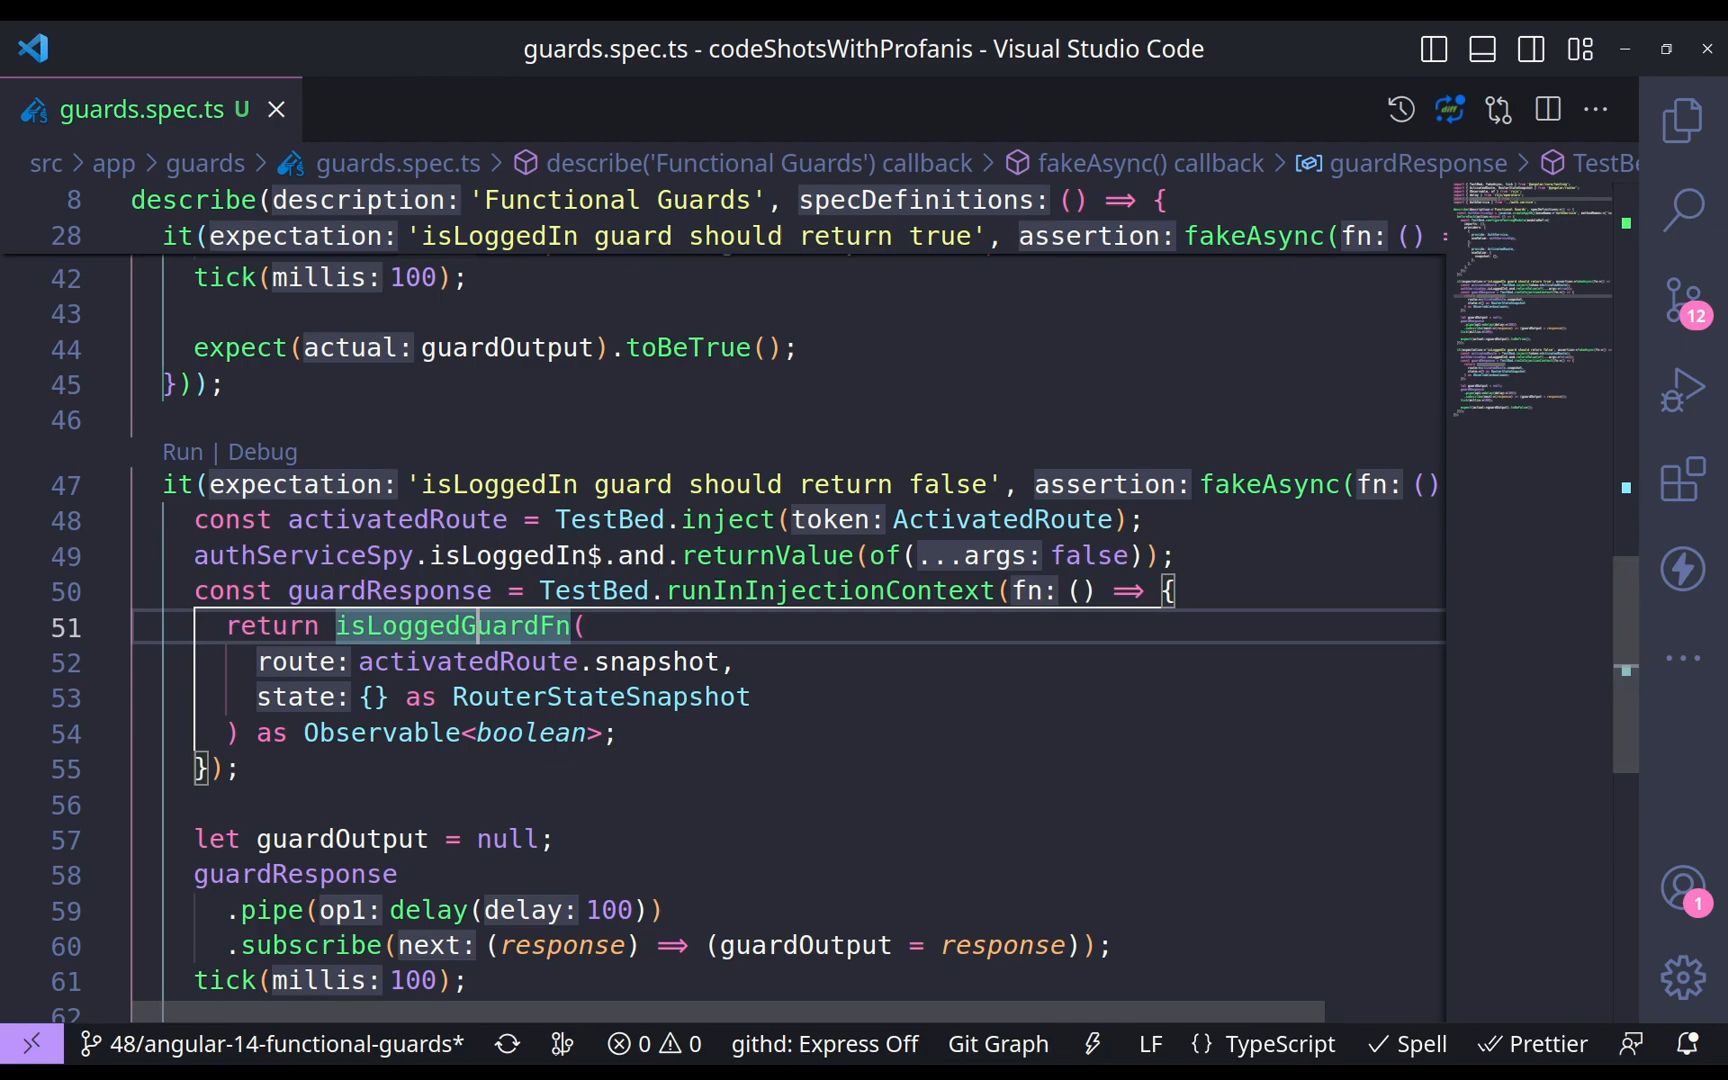 guards.spec.ts - codeShotsWithProfanis - Visual Studio Code
guards.spec.ts U
src > app > guards > guards.spec.ts > describe('Functional Guards') callback > fakeAsync() callback > guardResponse > TestBe
8 describe(description: 'Functional Guards', specDefinitions: () => {
28 it(expectation: 'isLoggedIn guard should return true', assertion: fakeAsync(fn: () =
42 tick(millis: 100);
43
44 expect(actual: guardOutput).toBeTrue();
45 }));
46
Run | Debug
47 it(expectation: 'isLoggedIn guard should return false', assertion: fakeAsync(fn: ()
48 const activatedRoute = TestBed.inject(token: ActivatedRoute);
49 authServiceSpy.isLoggedIn$.and.returnValue(of(...args: false));
50 const guardResponse = TestBed.runInInjectionContext(fn: () => {
51 return isLoggedGuardFn(
52 route: activatedRoute.snapshot,
53 state: {} as RouterStateSnapshot
54 ) as Observable<boolean>;
55 });
56
57 let guardOutput = null;
58 guardResponse
59 .pipe(op1: delay(delay: 100))
60 .subscribe(next: (response) => (guardOutput = response));
61 tick(millis: 100);
62
12
1
48/angular-14-functional-guards* 0 0 githd: Express Off Git Graph LF {} TypeScript Spell Prettier